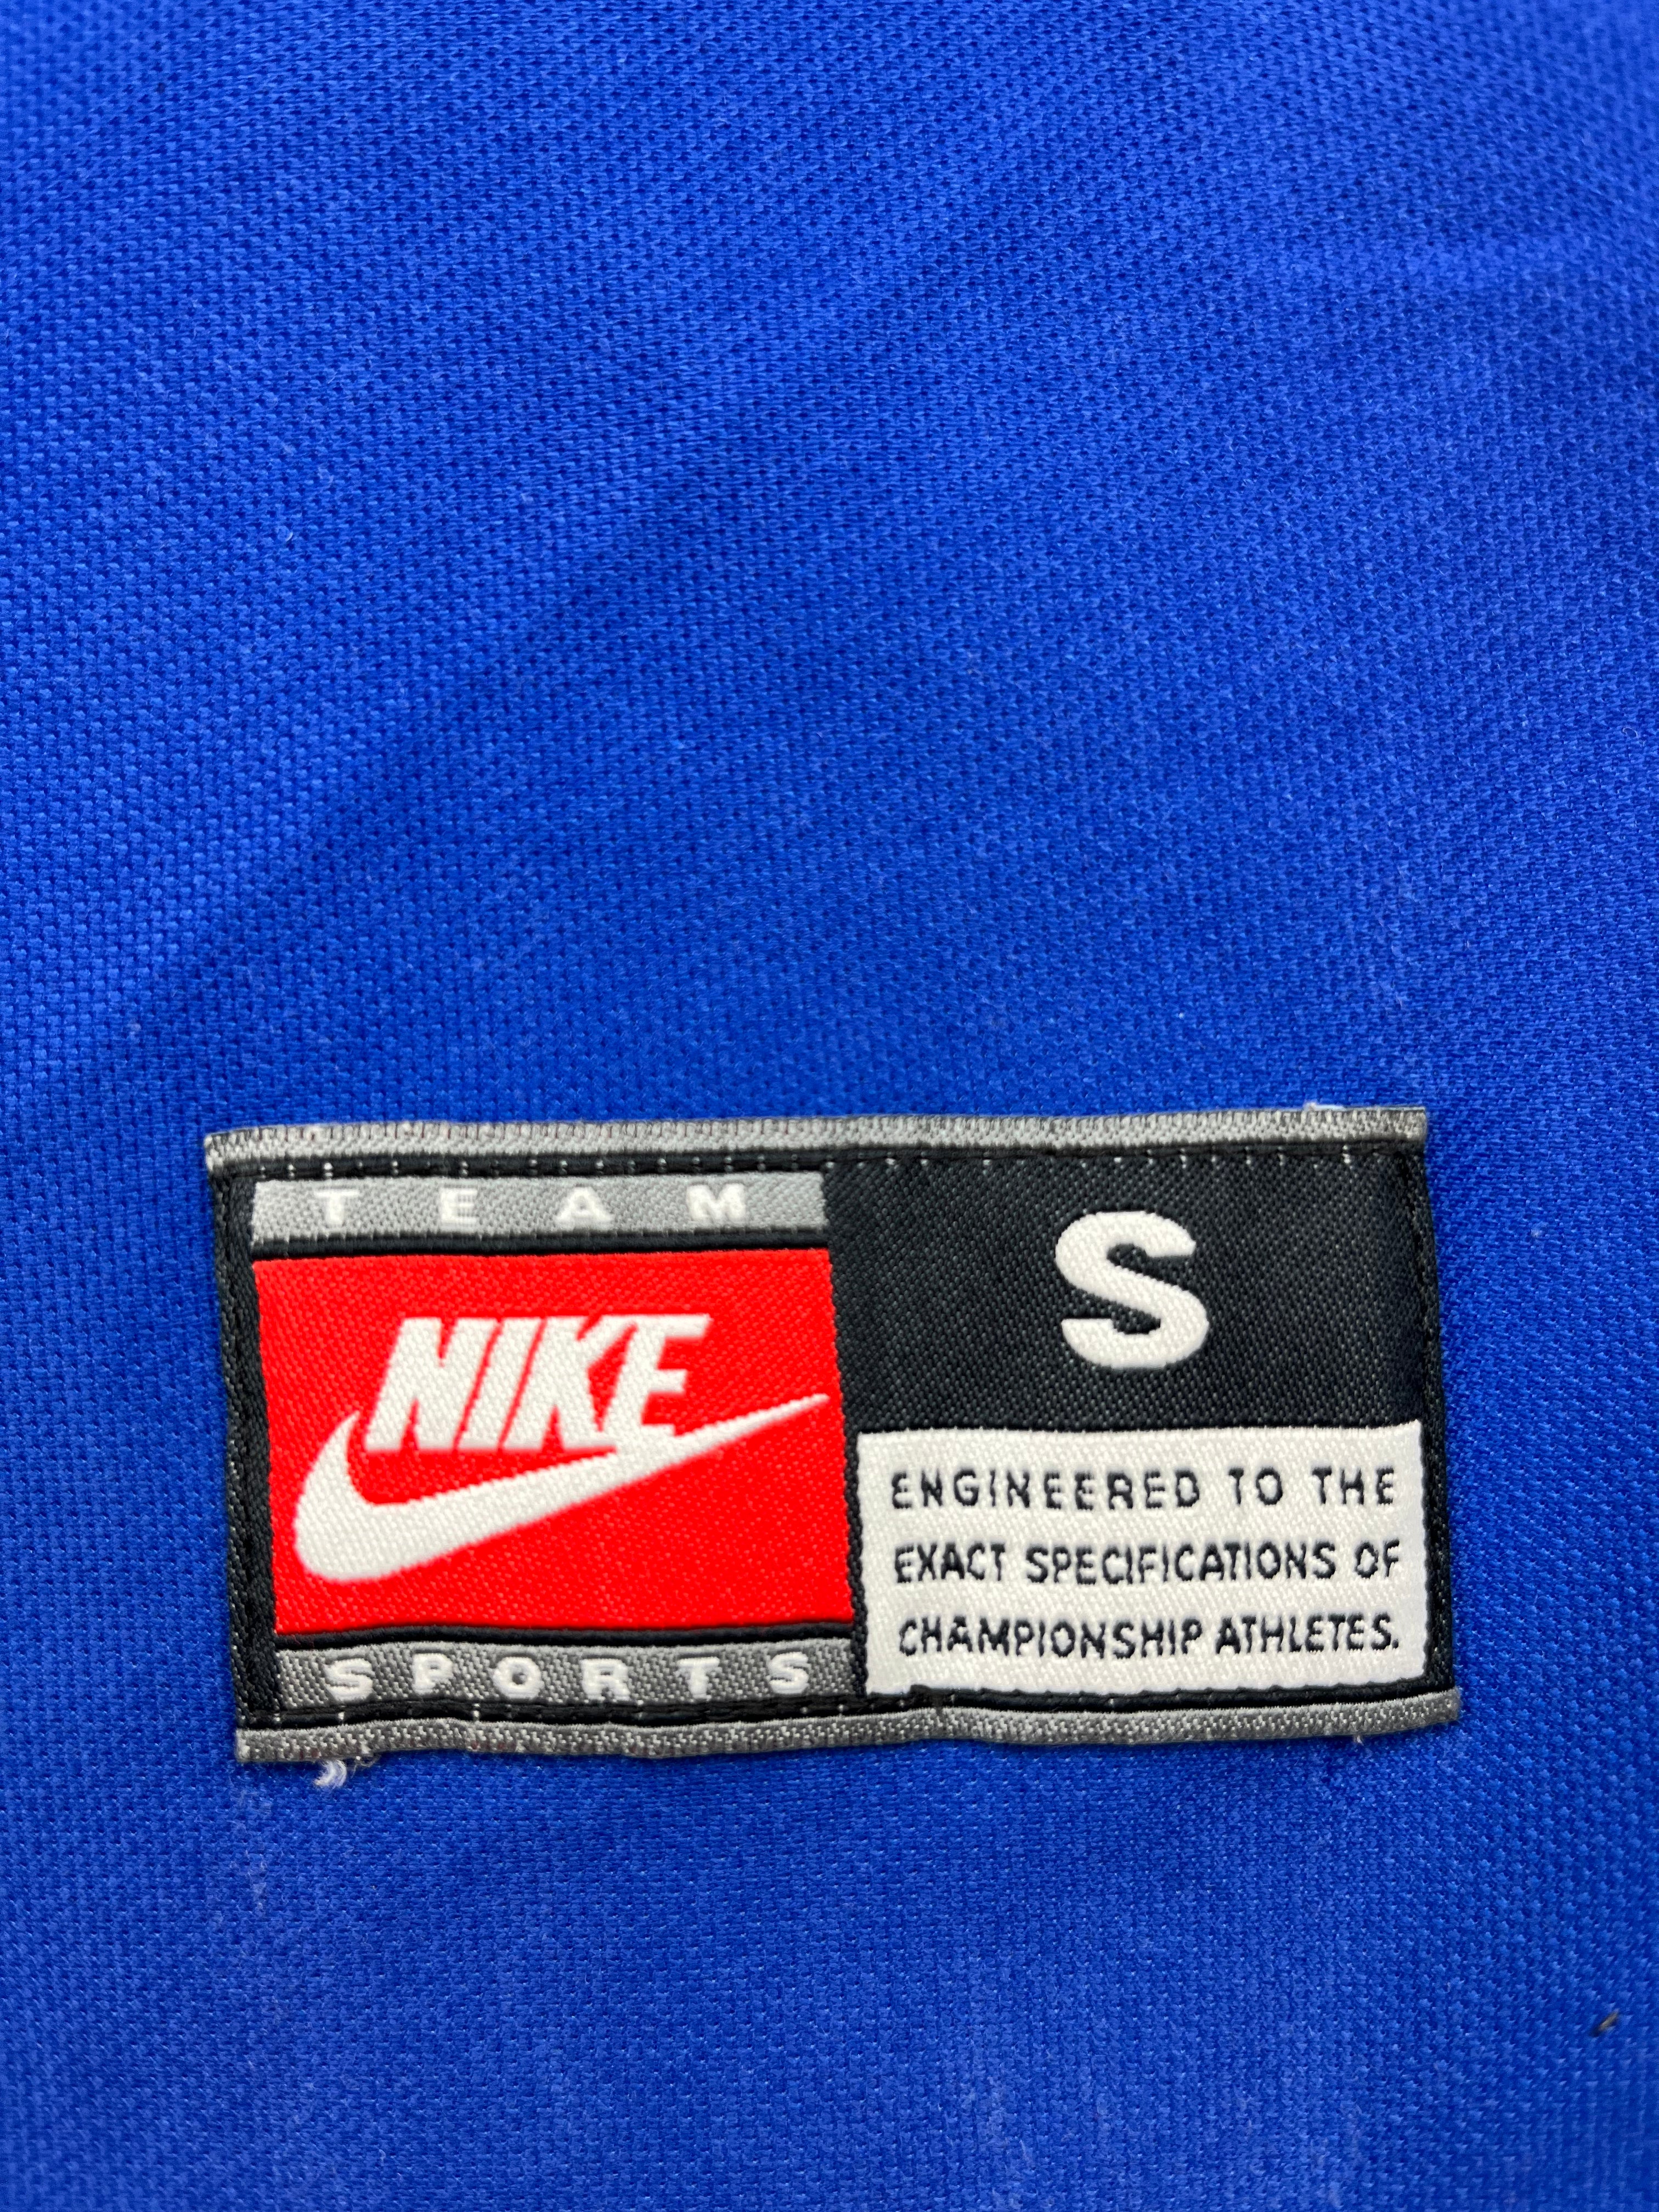 TEAM
NIKE
SPORTS
S
ENGINEERED TO THE
EXACT SPECIFICATIONS OF
CHAMPIONSHIP ATHLETES.